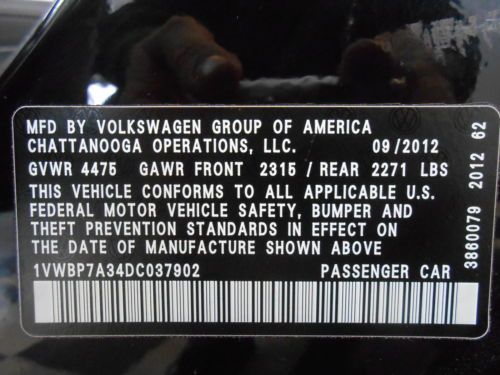 MFD BY VOLKSWAGEN GROUP OF AMERICA
CHATTANOOGA OPERATIONS, LLC. 09/2012
GVWR 4475 GAWR FRONT 2315 / REAR 2271 LBS
THIS VEHICLE CONFORMS TO ALL APPLICABLE U.S.
FEDERAL MOTOR VEHICLE SAFETY, BUMPER AND
THEFT PREVENTION STANDARDS IN EFFECT ON
THE DATE OF MANUFACTURE SHOWN ABOVE
1VWBP7A34DC037902 PASSENGER CAR
3860079 2012 62